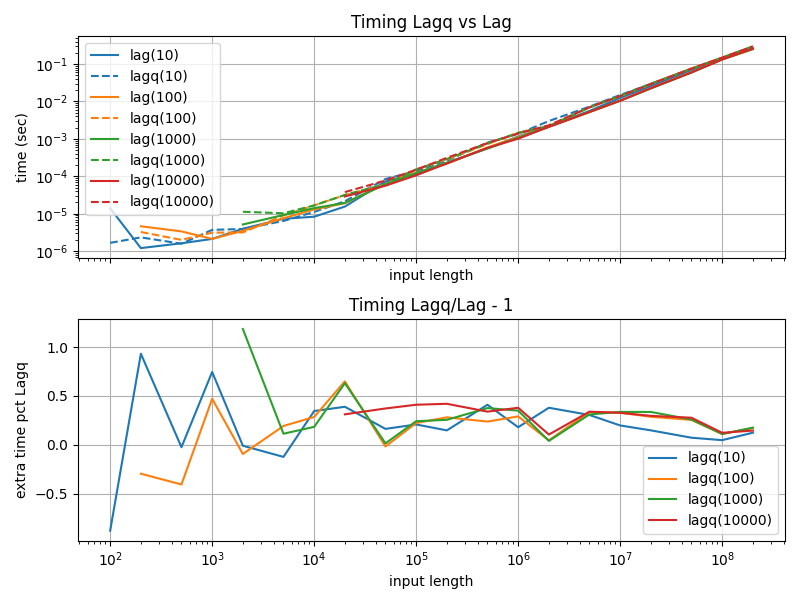 Timing Lagq vs Lag
time (sec)
10⁻¹
10⁻²
10⁻³
10⁻⁴
10⁻⁵
10⁻⁶
lag(10)
lagq(10)
lag(100)
lagq(100)
lag(1000)
lagq(1000)
lag(10000)
lagq(10000)
input length
Timing Lagq/Lag - 1
extra time pct Lagq
1.0
0.5
0.0
−0.5
lagq(10)
lagq(100)
lagq(1000)
lagq(10000)
10² 10³ 10⁴ 10⁵ 10⁶ 10⁷ 10⁸
input length